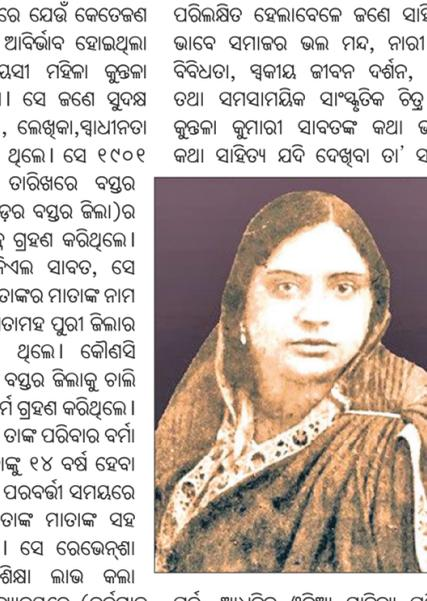 ରେ ଯେଉଁ କେତେଜଣ
ଆବିର୍ଭାବ ହୋଇଥିଲା
ୟସୀ ମହିଳା କୁନ୍ତଳା
। ସେ ଜଣେ ସୁଦକ୍ଷ
, ଲେଖିକା,ସ୍ୱାଧୀନତା
ଥିଲେ। ସେ ୧୯୦୧
ତାରିଖରେ ବସ୍ତର
ଡ଼ର ବସ୍ତର ଜିଲା)ର
ଗ୍ରହଣ କରିଥିଲେ।
ନିଏଲ ସାବତ, ସେ
ତାଙ୍କର ମାତାଙ୍କ ନାମ
ତାମହ ପୁରୀ ଜିଲାର
ଥିଲେ। କୌଣସି
ବସ୍ତର ଜିଲାକୁ ଚାଲି
ର୍ମ ଗ୍ରହଣ କରିଥିଲେ।
ତାଙ୍କ ପରିବାର ବର୍ମା
ଙ୍କୁ ୧୪ ବର୍ଷ ହେବା
ପରବର୍ତ୍ତୀ ସମୟରେ
ତାଙ୍କ ମାତାଙ୍କ ସହ
। ସେ ରେଭେନ୍ଶା
ଶିକ୍ଷା ଲାଭ କଲା
ପରିଲକ୍ଷିତ ହେଲାବେଳେ ଜଣେ ସାହି
ଭାବେ ସମାଜର ଭଲ ମନ୍ଦ, ନାରୀ
ବିବିଧତା, ସ୍ୱକୀୟ ଜୀବନ ଦର୍ଶନ,
ତଥା ସମସାମୟିକ ସାଂସ୍କୃତିକ ଚିତ୍ର
କୁନ୍ତଳା କୁମାରୀ ସାବତଙ୍କ କଥା ଭ
କଥା ସାହିତ୍ୟ ଯଦି ଦେଖିବା ତା' ସ